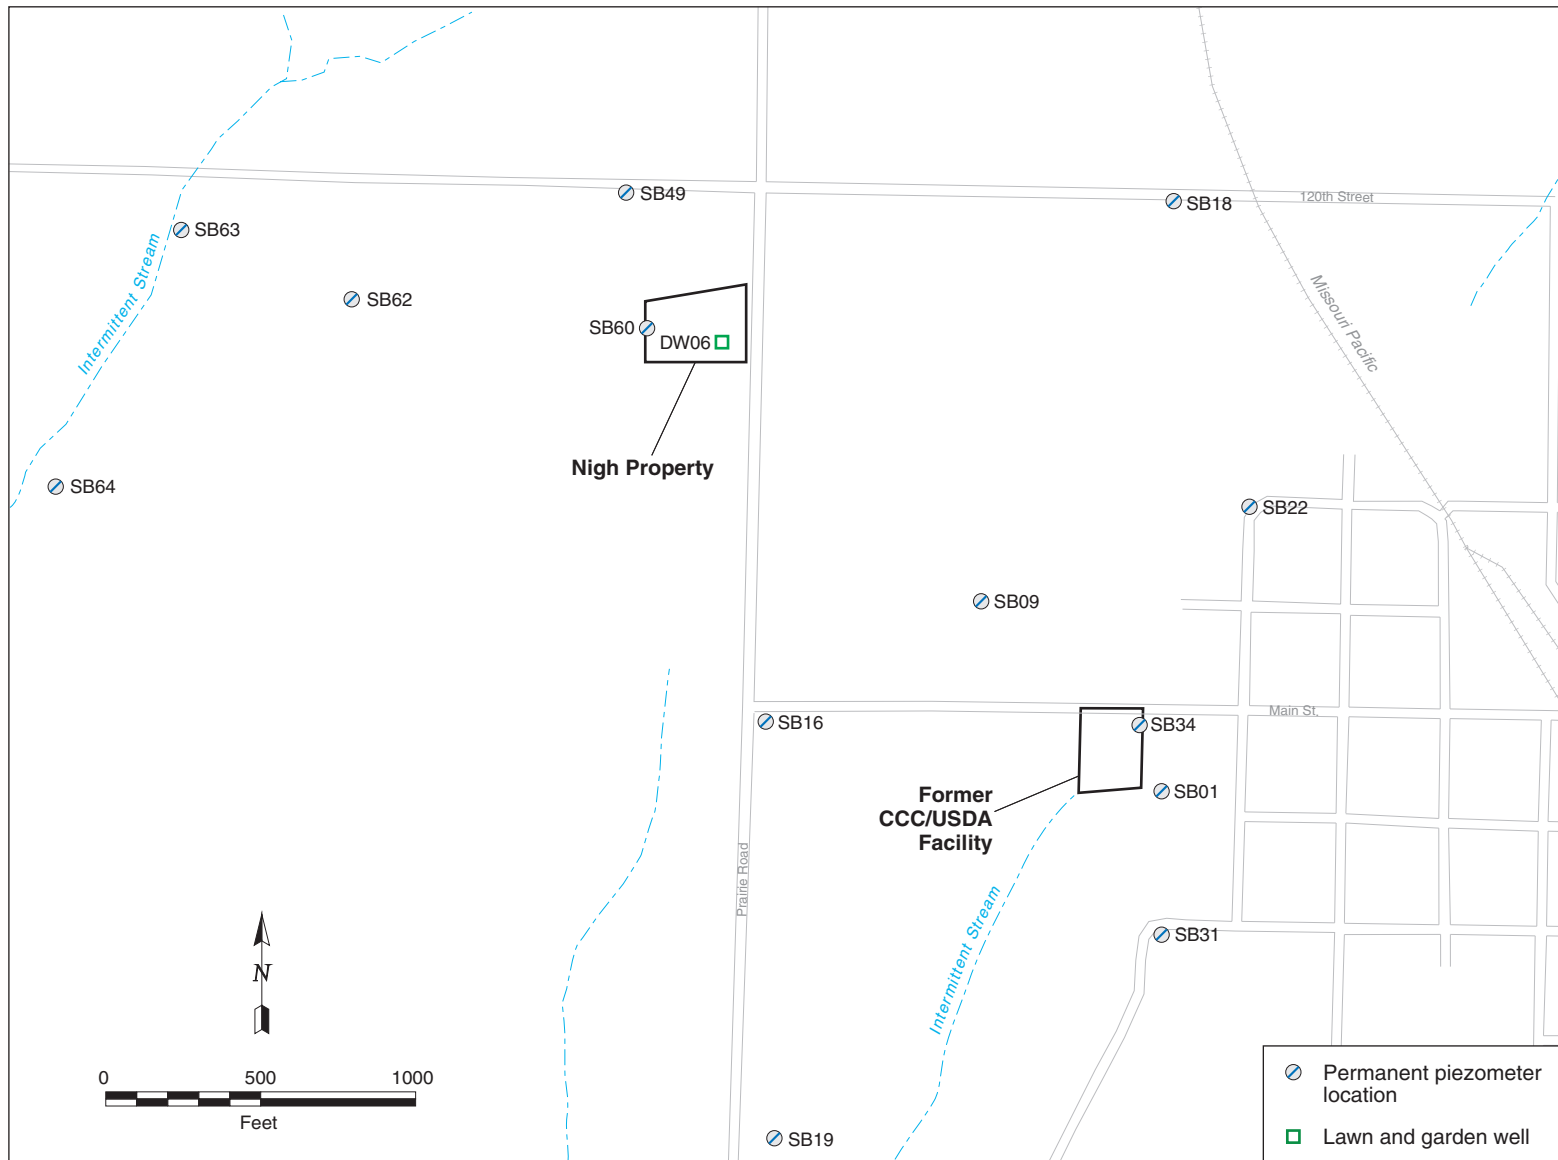 SB49
SB18
120th Street
SB63
Intermittent Stream
SB62
Missouri Pacific
SB60
DW06
Nigh Property
SB64
SB22
SB09
SB16
SB34
Main St.
Former
CCC/USDA
Facility
SB01
Prairie Road
Intermittent Stream
SB31
N
0 500 1000
Feet
SB19
Permanent piezometer
location
Lawn and garden well